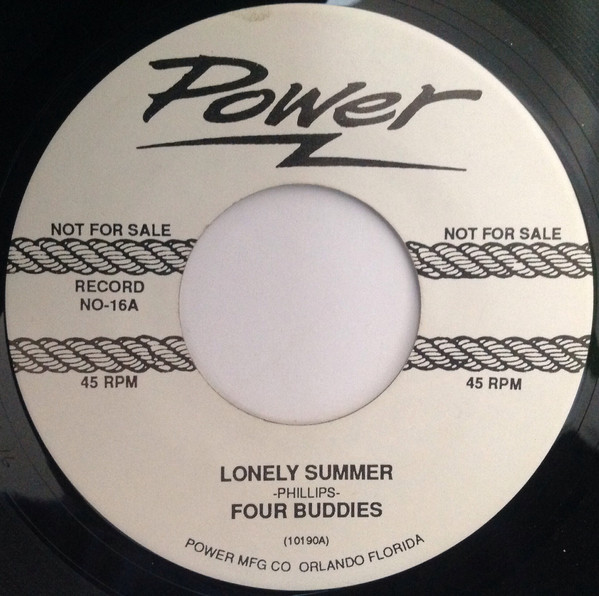 Power
NOT FOR SALE
NOT FOR SALE
RECORD
NO-16A
45 RPM
45 RPM
LONELY SUMMER
-PHILLIPS-
FOUR BUDDIES
(10190A)
POWER MFG CO ORLANDO FLORIDA